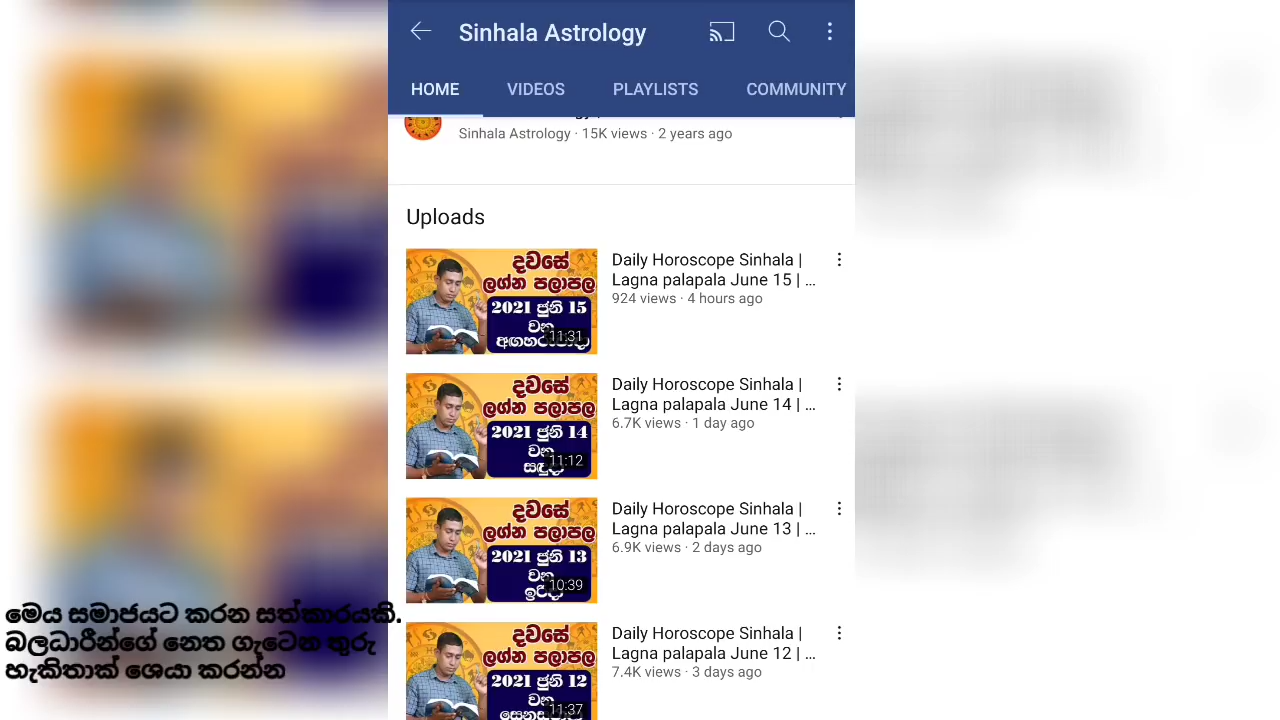 Sinhala Astrology
HOME VIDEOS PLAYLISTS COMMUNITY
Sinhala Astrology · 15K views · 2 years ago
Uploads
දවසේ
ලග්න පලාපල
2021 ජුනි 15
වන
11:31
Daily Horoscope Sinhala |
Lagna palapala June 15 | ...
924 views · 4 hours ago
දවසේ
ලග්න පලාපල
2021 ජුනි 14
වන
11:12
Daily Horoscope Sinhala |
Lagna palapala June 14 | ...
6.7K views · 1 day ago
දවසේ
ලග්න පලාපල
2021 ජුනි 13
වන
10:39
Daily Horoscope Sinhala |
Lagna palapala June 13 | ...
6.9K views · 2 days ago
දවසේ
ලග්න පලාපල
2021 ජුනි 12
වන
11:37
Daily Horoscope Sinhala |
Lagna palapala June 12 | ...
7.4K views · 3 days ago
මෙය සමාජයට කරන සත්කාරයකි.
බලධාරීන්ගේ නෙත ගැටෙන තුරු
හැකිතාක් ශෙයා කරන්න